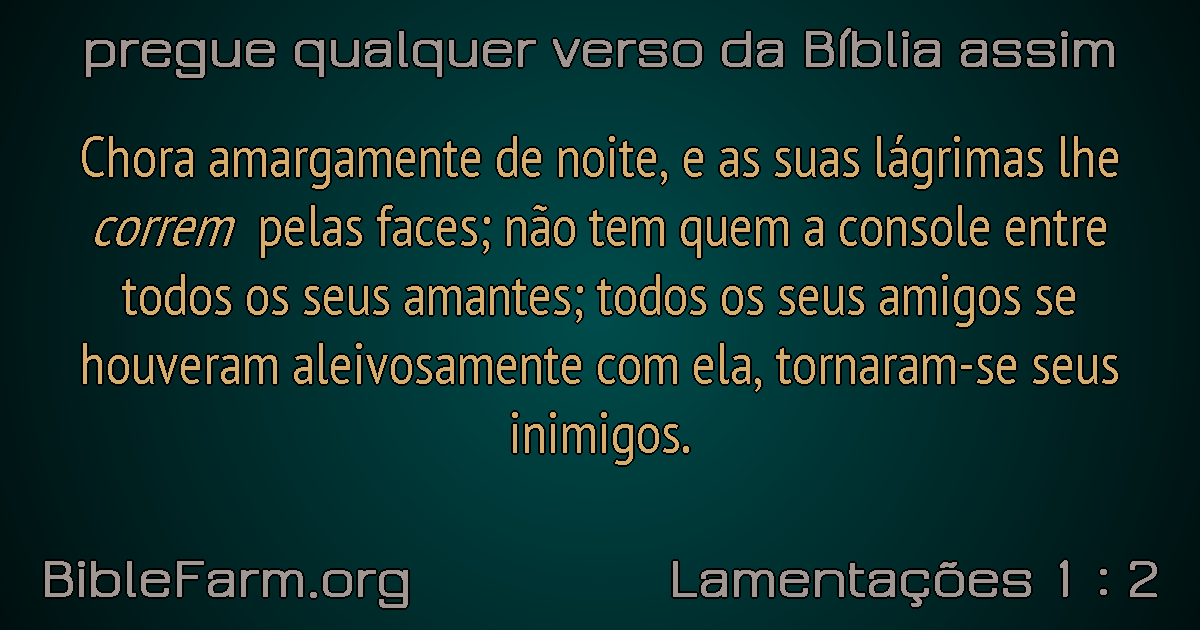 pregue qualquer verso da Bíblia assim
Chora amargamente de noite, e as suas lágrimas lhe
correm pelas faces; não tem quem a console entre
todos os seus amantes; todos os seus amigos se
houveram aleivosamente com ela, tornaram-se seus
inimigos.
BibleFarm.org
Lamentações 1 : 2